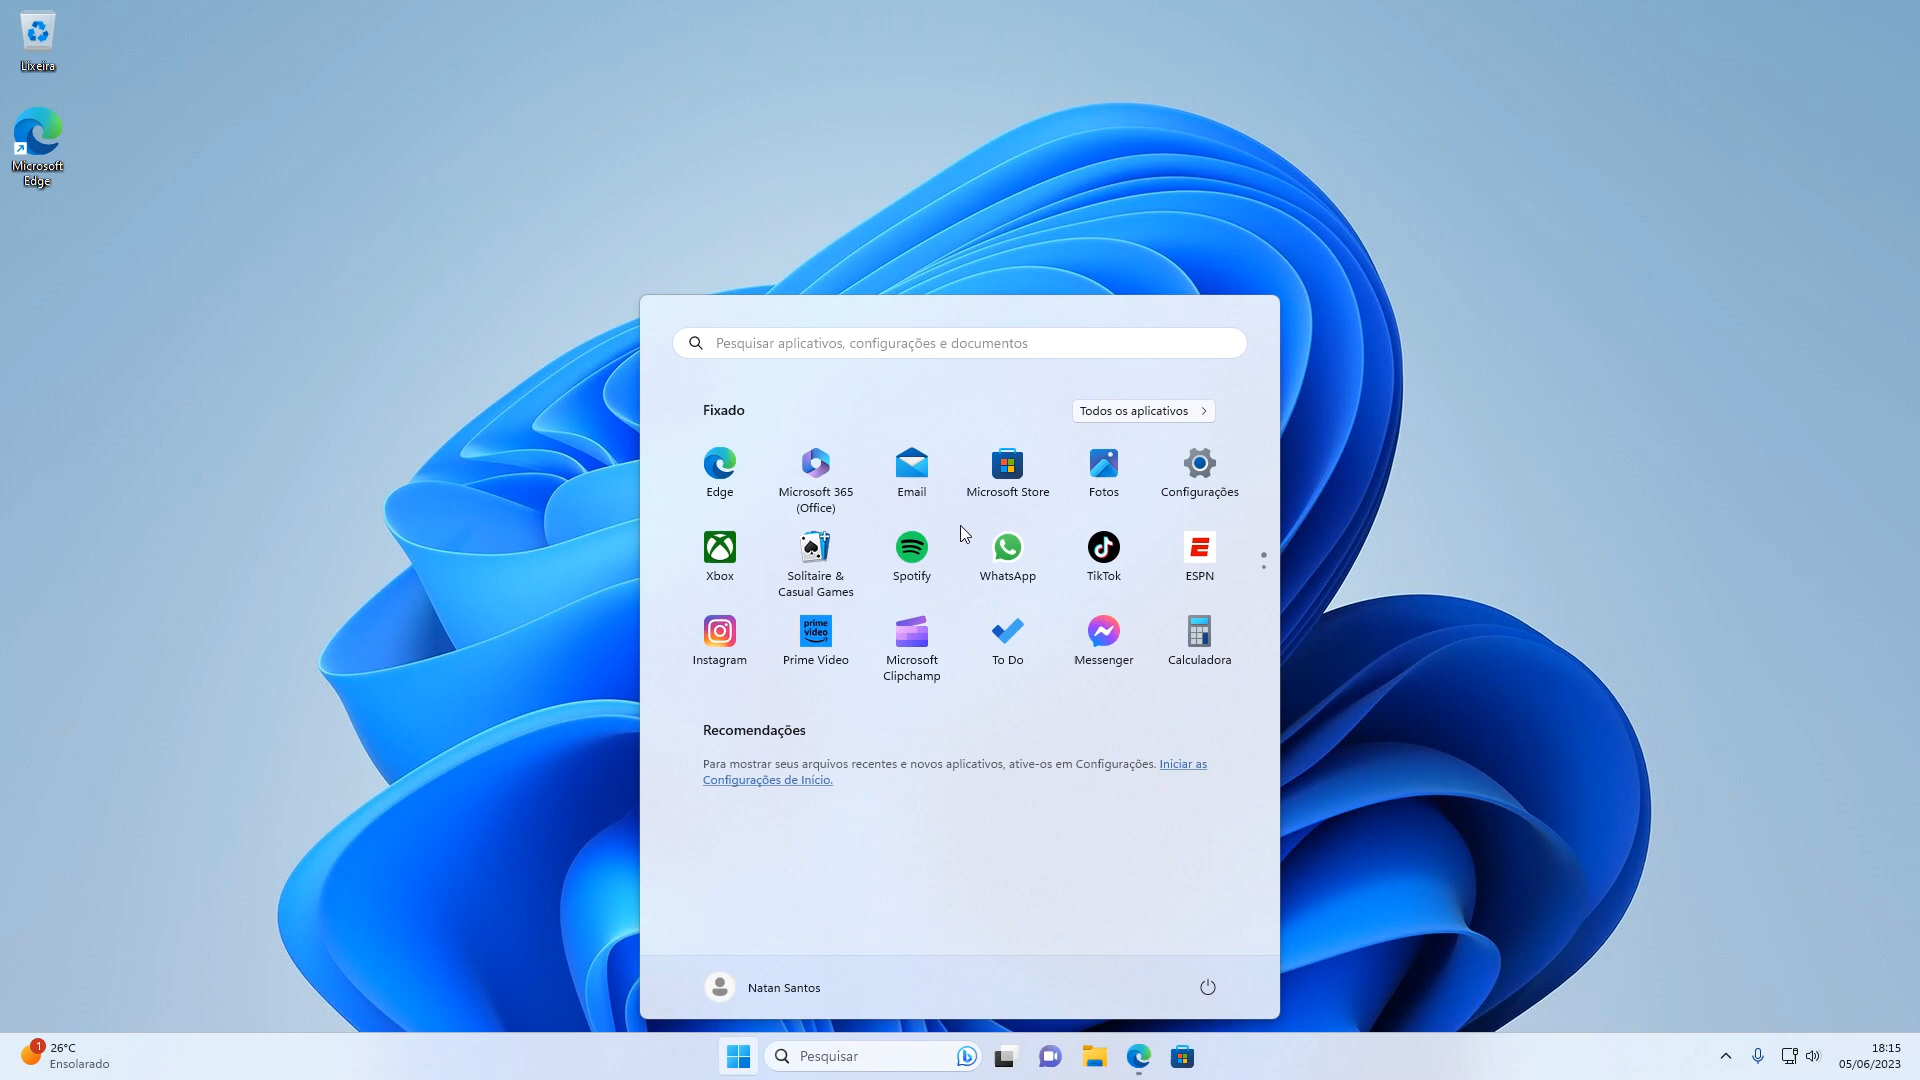 Lixeira
Microsoft
Edge
Pesquisar aplicativos, configurações e documentos
Fixado
Todos os aplicativos
Edge
Microsoft 365
(Office)
Email
Microsoft Store
Fotos
Configurações
Xbox
Solitaire &
Casual Games
Spotify
WhatsApp
TikTok
ESPN
prime
video
Instagram
Prime Video
Microsoft
Clipchamp
To Do
Messenger
Calculadora
Recomendações
Para mostrar seus arquivos recentes e novos aplicativos, ative-os em Configurações. Iniciar as
Configurações de Início.
Natan Santos
1
26°C
Ensolarado
Pesquisar
18:15
05/06/2023